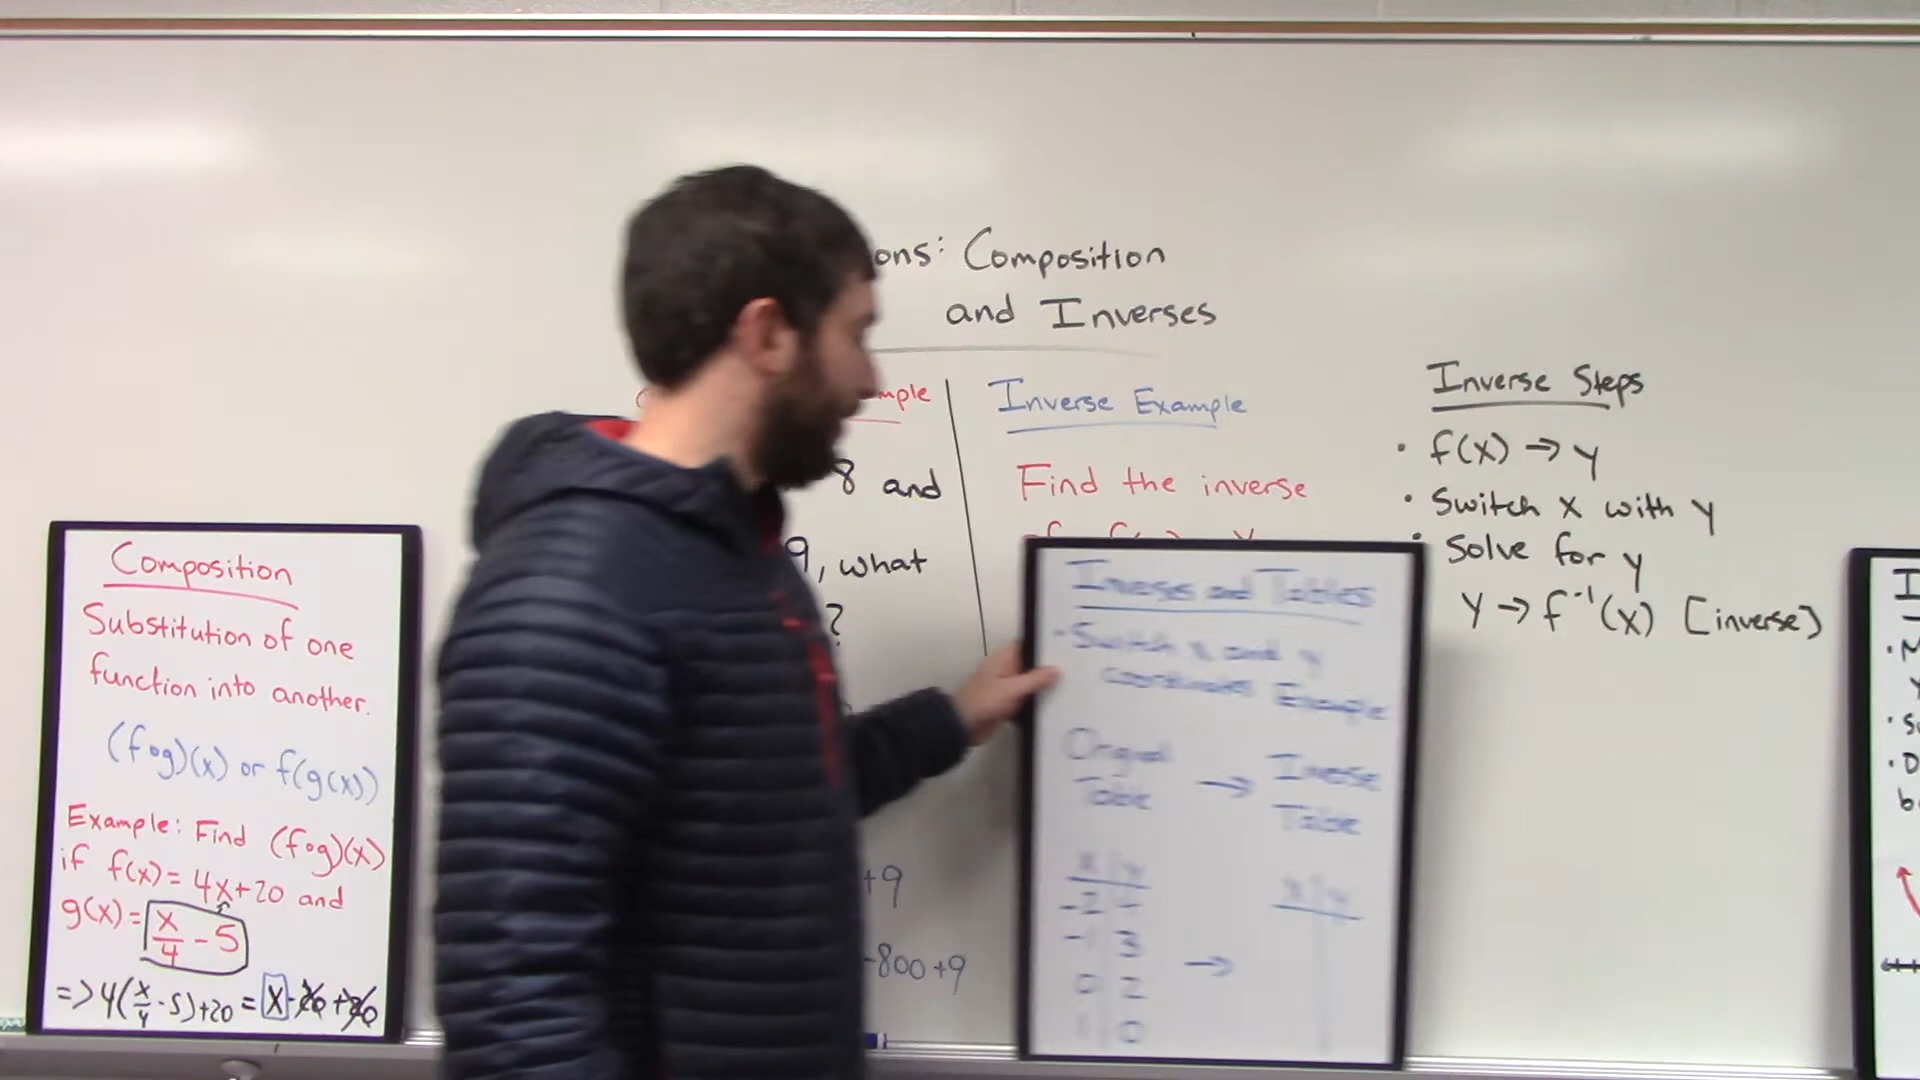 ons: Composition
and Inverses
mple
8 and
9, what
?
+9
-800+9
Inverse Example
Find the inverse
Inverse Steps
• f(x) → y
• Switch x with y
• Solve for y
y → f⁻¹(x) [inverse]
Composition
Substitution of one
function into another.
(f∘g)(x) or f(g(x))
Example: Find (f∘g)(x)
if f(x) = 4x+20 and
g(x) = x/4 - 5
=> 4(x/4 - 5)+20 = x - 20 + 20
Inverses and Tables
- Switch x and y
coordinates Example
Original Table → Inverse Table
x | y x | y
-2 | 4
-1 | 3 →
0 | 2
1 | 0